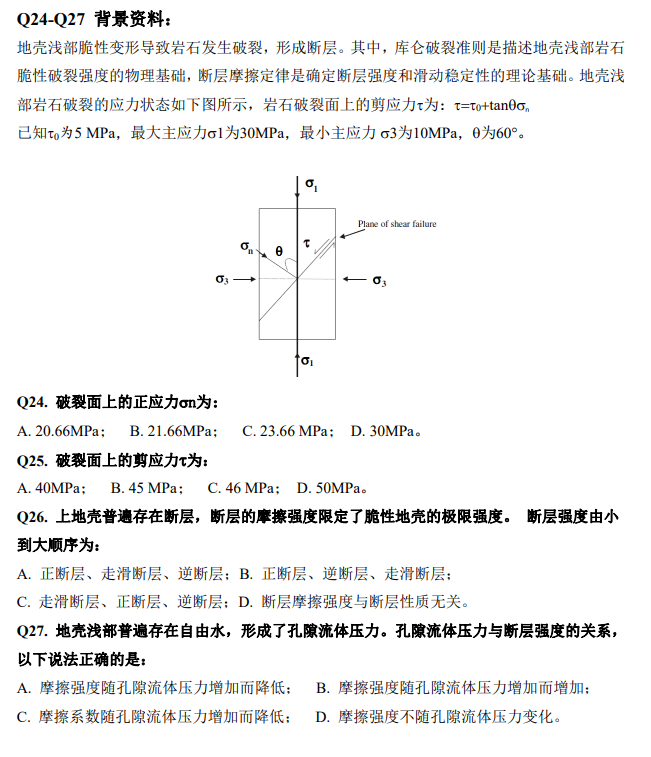 Q24-Q27 背景资料：
地壳浅部脆性变形导致岩石发生破裂，形成断层。其中，库仑破裂准则是描述地壳浅部岩石
脆性破裂强度的物理基础，断层摩擦定律是确定断层强度和滑动稳定性的理论基础。地壳浅
部岩石破裂的应力状态如下图所示，岩石破裂面上的剪应力τ为：τ=τ₀+tanθσₙ
已知τ₀为5 MPa，最大主应力σ1为30MPa，最小主应力 σ3为10MPa，θ为60°。
σ₁
Plane of shear failure
σₙ
θ
τ
σ₃
σ₃
σ₁
Q24. 破裂面上的正应力σn为：
A. 20.66MPa； B. 21.66MPa； C. 23.66 MPa； D. 30MPa。
Q25. 破裂面上的剪应力τ为：
A. 40MPa； B. 45 MPa； C. 46 MPa； D. 50MPa。
Q26. 上地壳普遍存在断层，断层的摩擦强度限定了脆性地壳的极限强度。 断层强度由小
到大顺序为：
A. 正断层、走滑断层、逆断层；B. 正断层、逆断层、走滑断层；
C. 走滑断层、正断层、逆断层；D. 断层摩擦强度与断层性质无关。
Q27. 地壳浅部普遍存在自由水，形成了孔隙流体压力。孔隙流体压力与断层强度的关系，
以下说法正确的是：
A. 摩擦强度随孔隙流体压力增加而降低； B. 摩擦强度随孔隙流体压力增加而增加；
C. 摩擦系数随孔隙流体压力增加而降低； D. 摩擦强度不随孔隙流体压力变化。